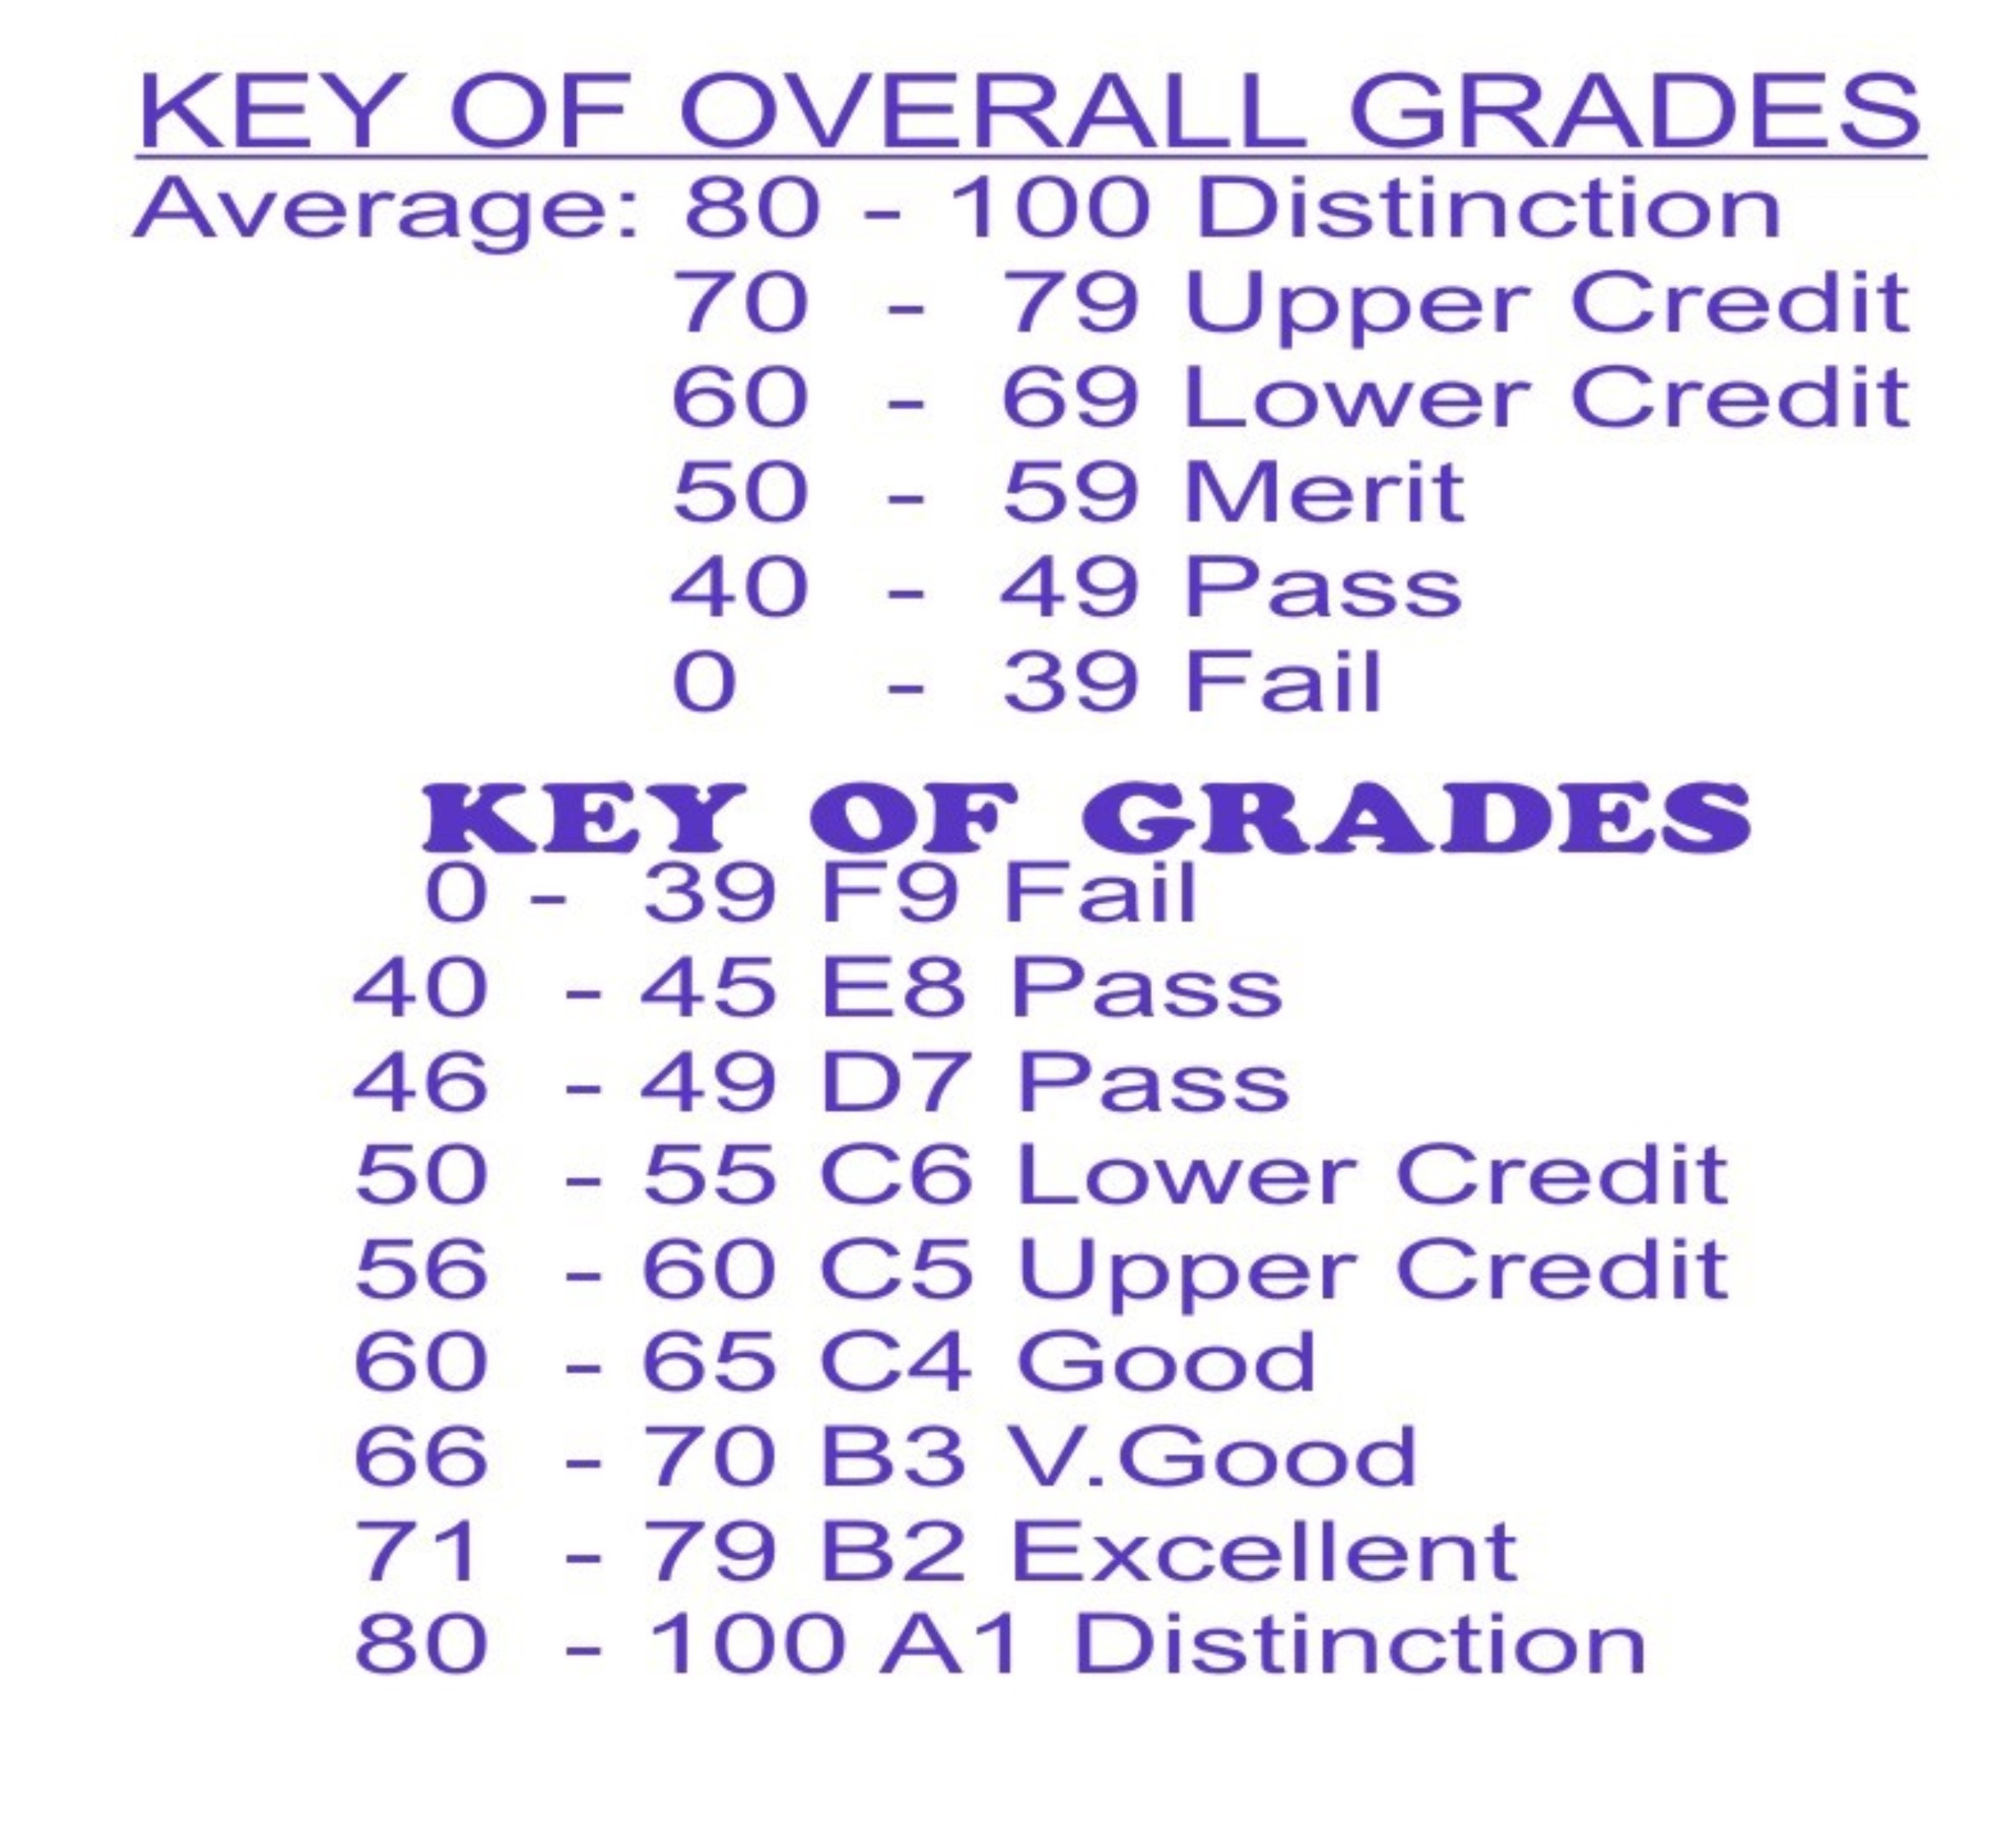 KEY OF OVERALL GRADES
Average: 80 - 100 Distinction
70 - 79 Upper Credit
60 - 69 Lower Credit
50 - 59 Merit
40 - 49 Pass
0 - 39 Fail
KEY OF GRADES
0 - 39 F9 Fail
40 - 45 E8 Pass
46 - 49 D7 Pass
50 - 55 C6 Lower Credit
56 - 60 C5 Upper Credit
60 - 65 C4 Good
66 - 70 B3 V.Good
71 - 79 B2 Excellent
80 - 100 A1 Distinction